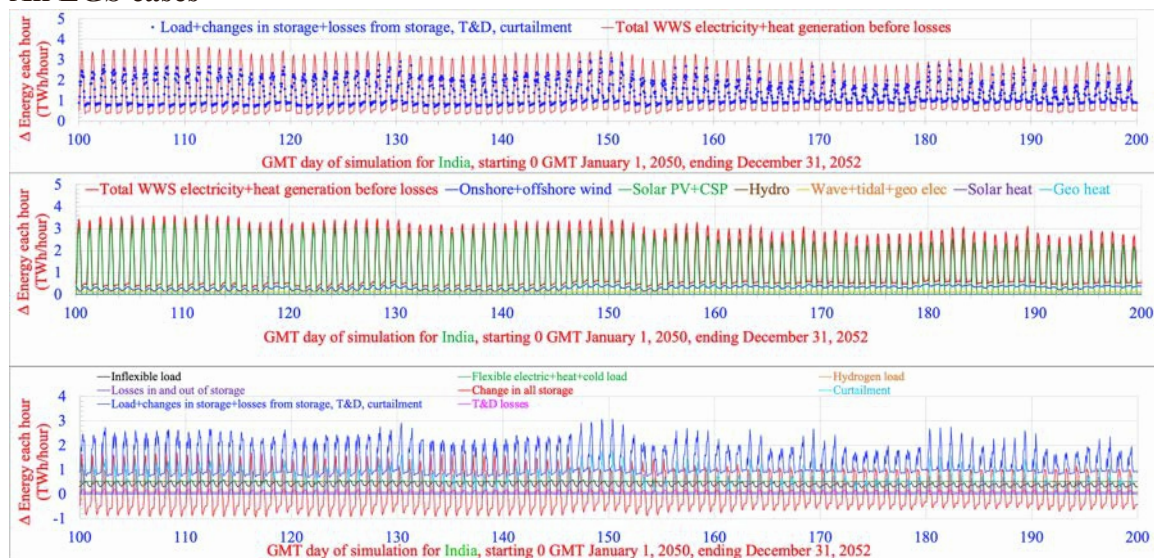 5
4
3
2
1
0
Δ Energy each hour
(TWh/hour)
• Load+changes in storage+losses from storage, T&D, curtailment —Total WWS electricity+heat generation before losses
100 110 120 130 140 150 160 170 180 190 200
GMT day of simulation for India, starting 0 GMT January 1, 2050, ending December 31, 2052
5
4
3
2
1
0
Δ Energy each hour
(TWh/hour)
—Total WWS electricity+heat generation before losses —Onshore+offshore wind —Solar PV+CSP —Hydro —Wave+tidal+geo elec —Solar heat —Geo heat
100 110 120 130 140 150 160 170 180 190 200
GMT day of simulation for India, starting 0 GMT January 1, 2050, ending December 31, 2052
—Inflexible load —Flexible electric+heat+cold load —Hydrogen load
—Losses in and out of storage —Change in all storage —Curtailment
—Load+changes in storage+losses from storage, T&D, curtailment —T&D losses
4
3
2
1
0
-1
Δ Energy each hour
(TWh/hour)
100 110 120 130 140 150 160 170 180 190 200
GMT day of simulation for India, starting 0 GMT January 1, 2050, ending December 31, 2052